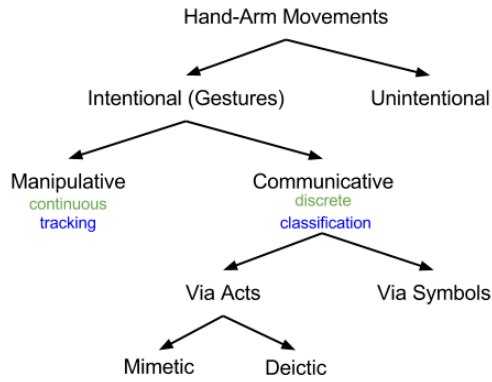 Hand-Arm Movements
Intentional (Gestures)
Unintentional
Manipulative
continuous
tracking
Communicative
discrete
classification
Via Acts
Via Symbols
Mimetic
Deictic